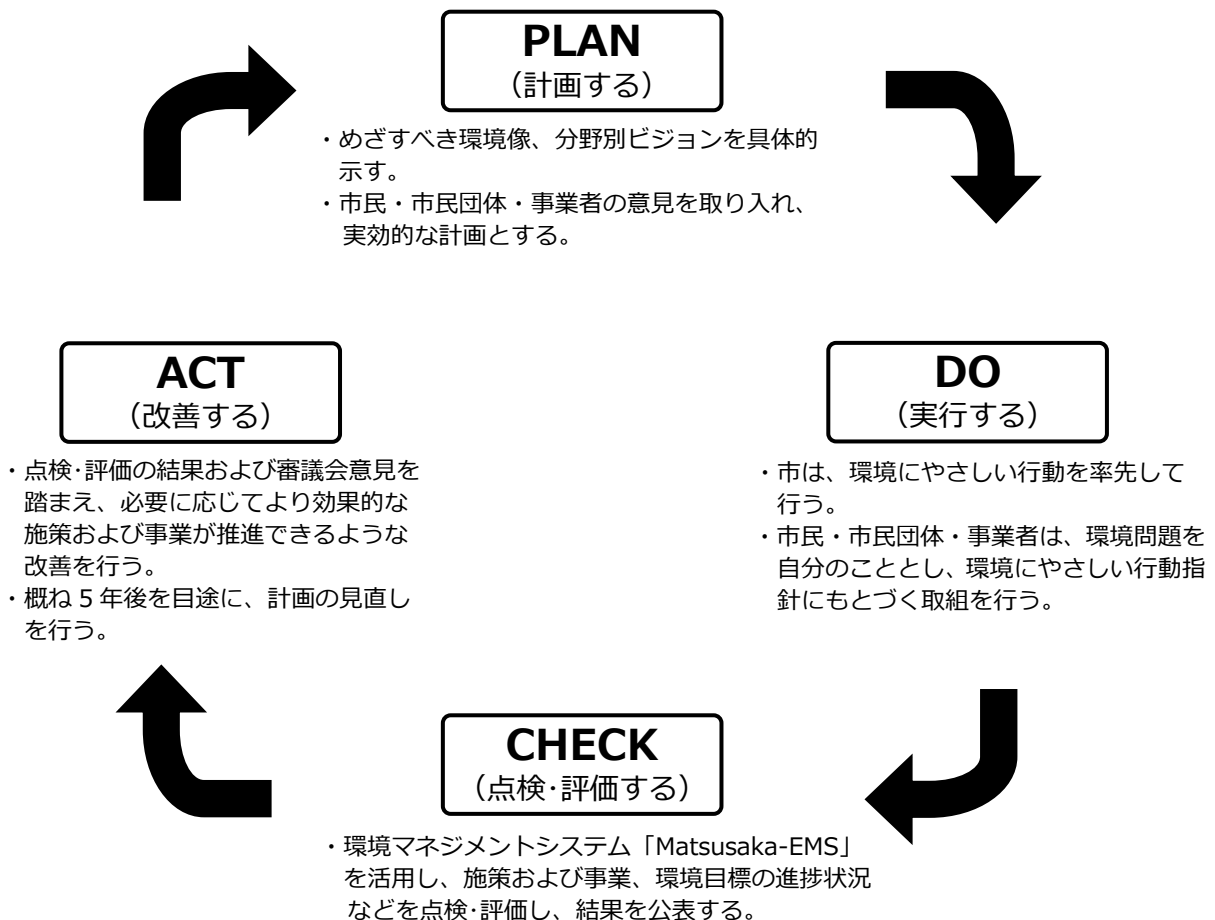 PLAN
（計画する）
・めざすべき環境像、分野別ビジョンを具体的
示す。
・市民・市民団体・事業者の意見を取り入れ、
実効的な計画とする。
ACT
（改善する）
・点検･評価の結果および審議会意見を
踏まえ、必要に応じてより効果的な
施策および事業が推進できるような
改善を行う。
・概ね 5 年後を目途に、計画の見直し
を行う。
DO
（実行する）
・市は、環境にやさしい行動を率先して
行う。
・市民・市民団体・事業者は、環境問題を
自分のこととし、環境にやさしい行動指
針にもとづく取組を行う。
CHECK
（点検･評価する）
・環境マネジメントシステム「Matsusaka-EMS」
を活用し、施策および事業、環境目標の進捗状況
などを点検･評価し、結果を公表する。